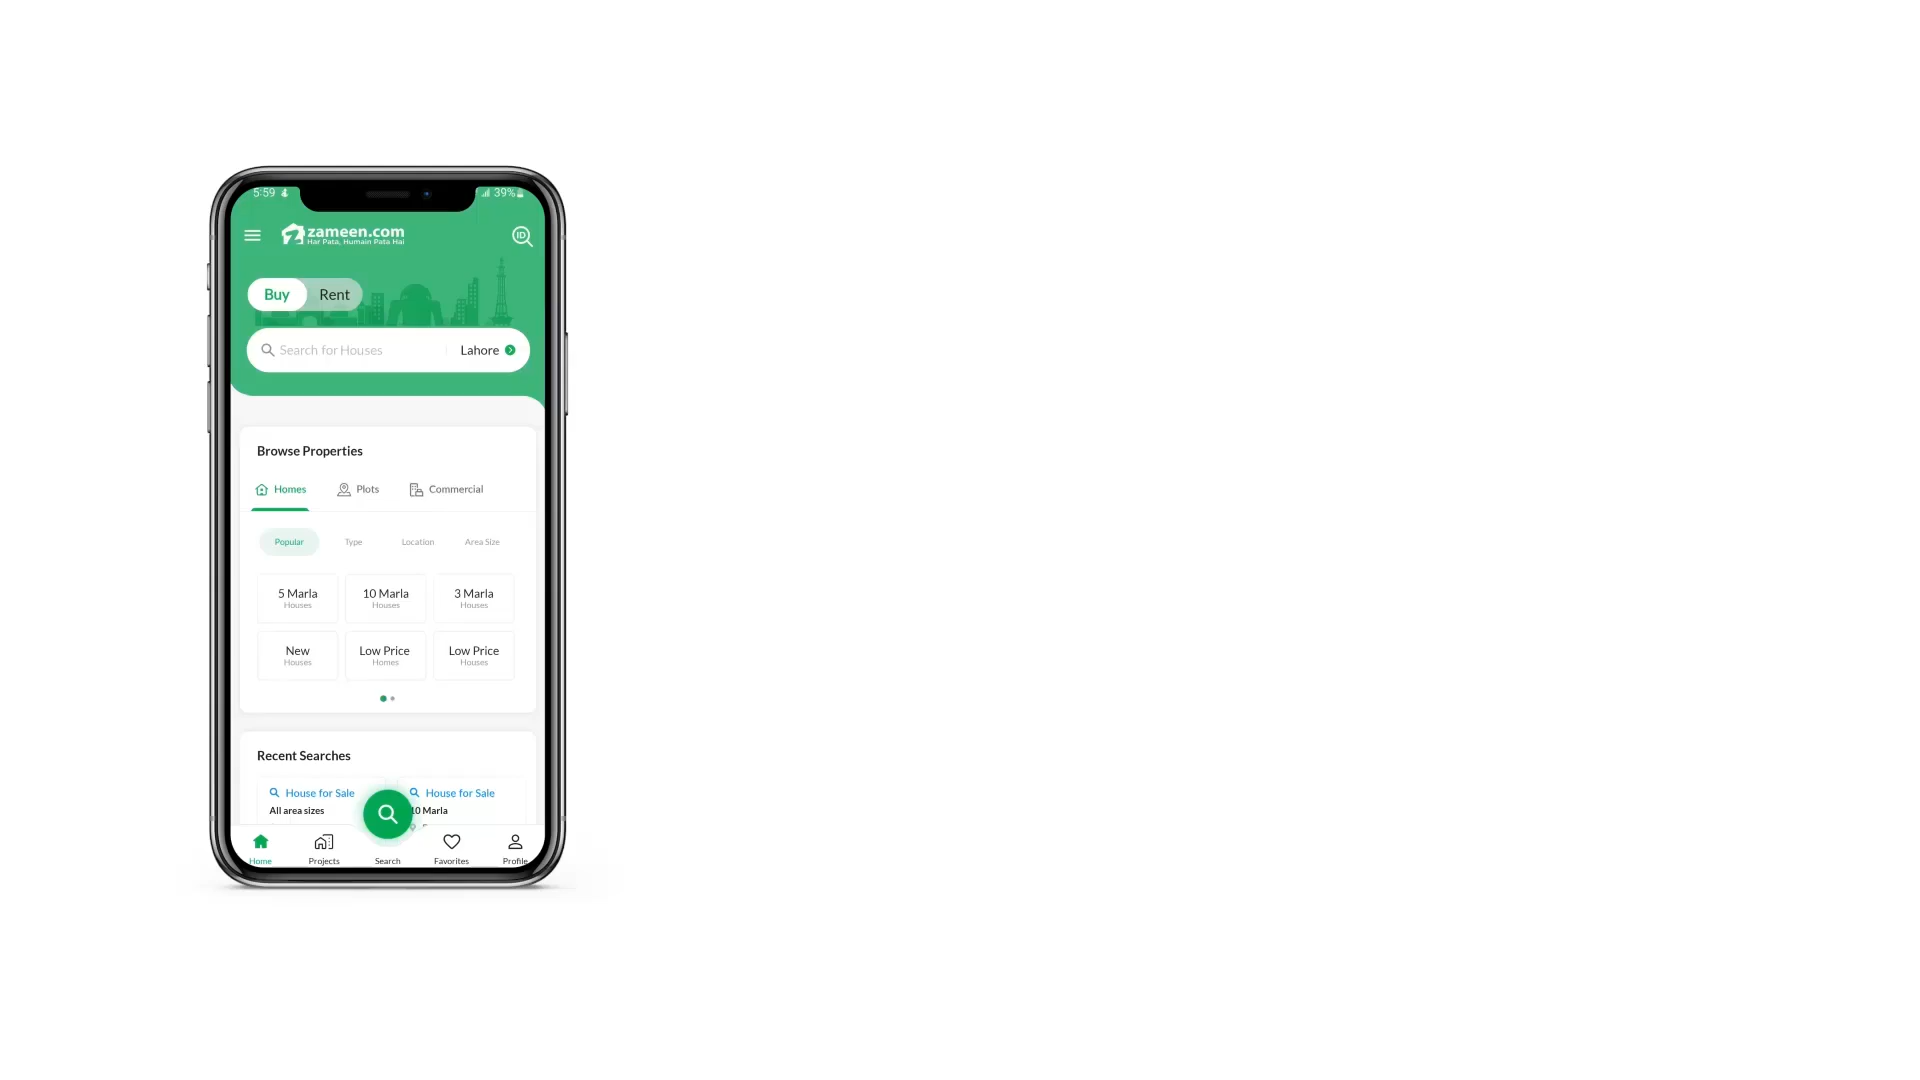 5:59
39%
zameen.com
Har Pata, Humain Pata Hai
ID
Buy
Rent
Search for Houses
Lahore
Browse Properties
Homes
Plots
Commercial
Popular
Type
Location
Area Size
5 Marla
Houses
10 Marla
Houses
3 Marla
Houses
New
Houses
Low Price
Homes
Low Price
Houses
Recent Searches
House for Sale
All area sizes
House for Sale
10 Marla
Home
Projects
Search
Favorites
Profile